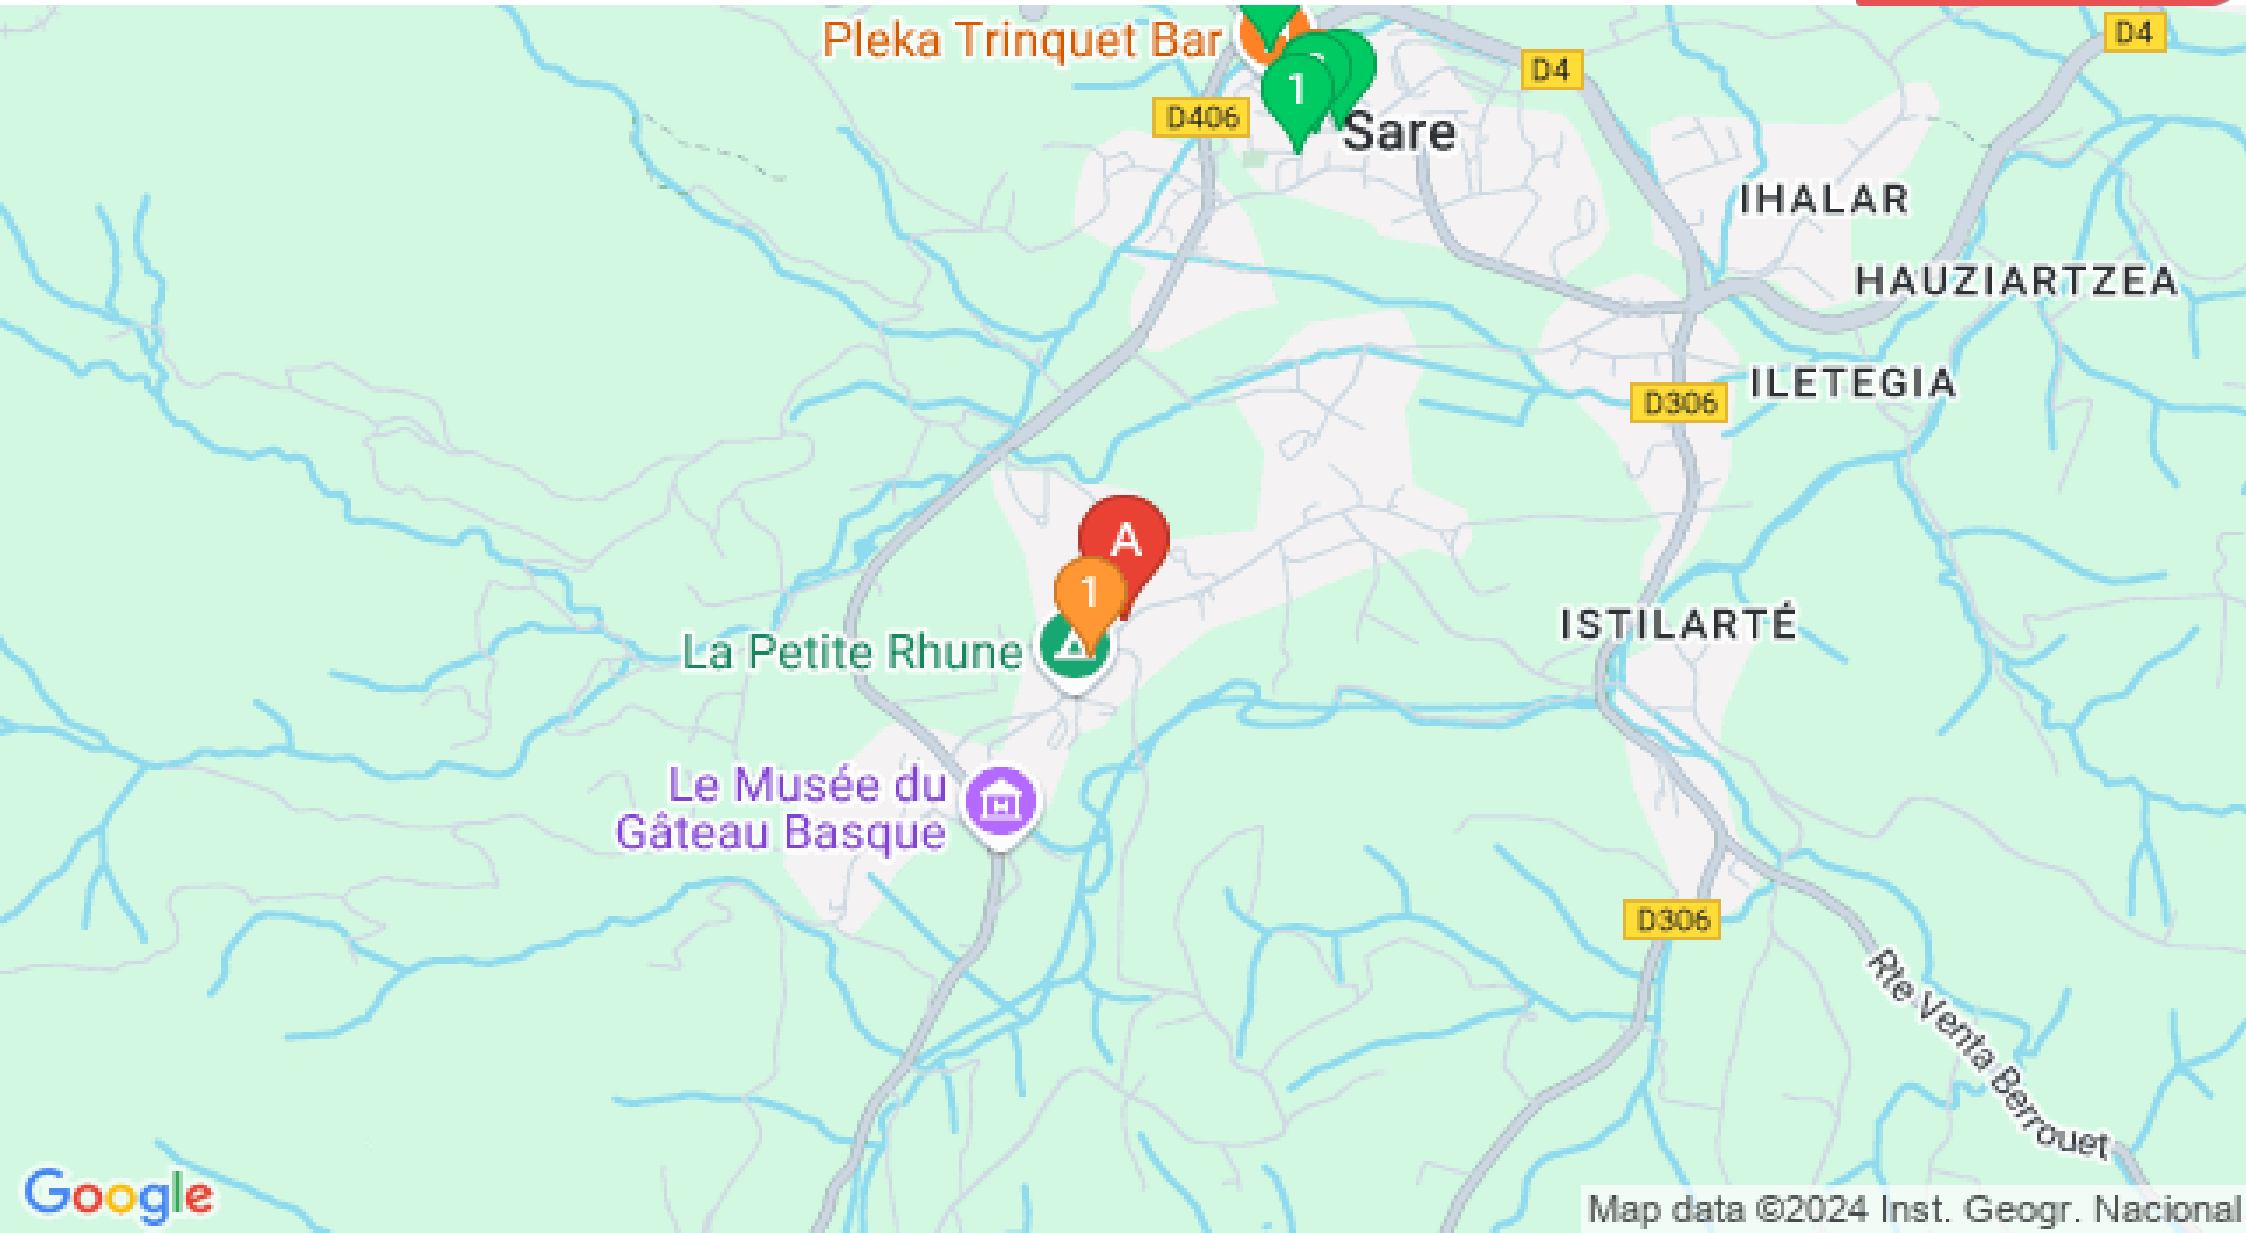 Pleka Trinquet Bar
D4
D4
1
D406
Sare
IHALAR
HAUZIARTZEA
ILETEGIA
D306
A
1
La Petite Rhune
ISTILARTÉ
Le Musée du
Gâteau Basque
D306
Rte Venta Berrouet
Google
Map data ©2024 Inst. Geogr. Nacional